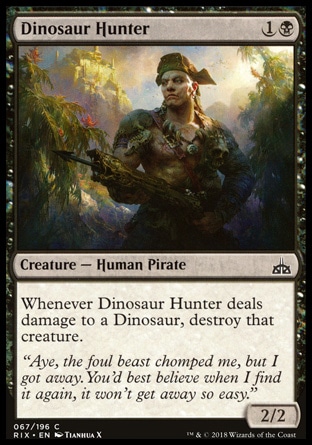 Dinosaur Hunter 1
Creature — Human Pirate
Whenever Dinosaur Hunter deals
damage to a Dinosaur, destroy that
creature.
“Aye, the foul beast chomped me, but I
got away. You’d best believe when I find
it again, it won’t get away so easy.”
2/2
067/196 C
RIX • EN Tianhua X
™ & © 2018 Wizards of the Coast